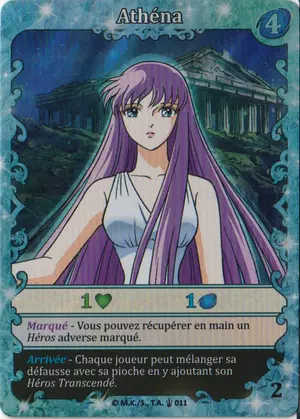 Athéna
4
1 1
Marqué - Vous pouvez récupérer en main un
Héros adverse marqué.
Arrivée - Chaque joueur peut mélanger sa
défausse avec sa pioche en y ajoutant son
Héros Transcendé.
2
© M.K./S., T.A. 011